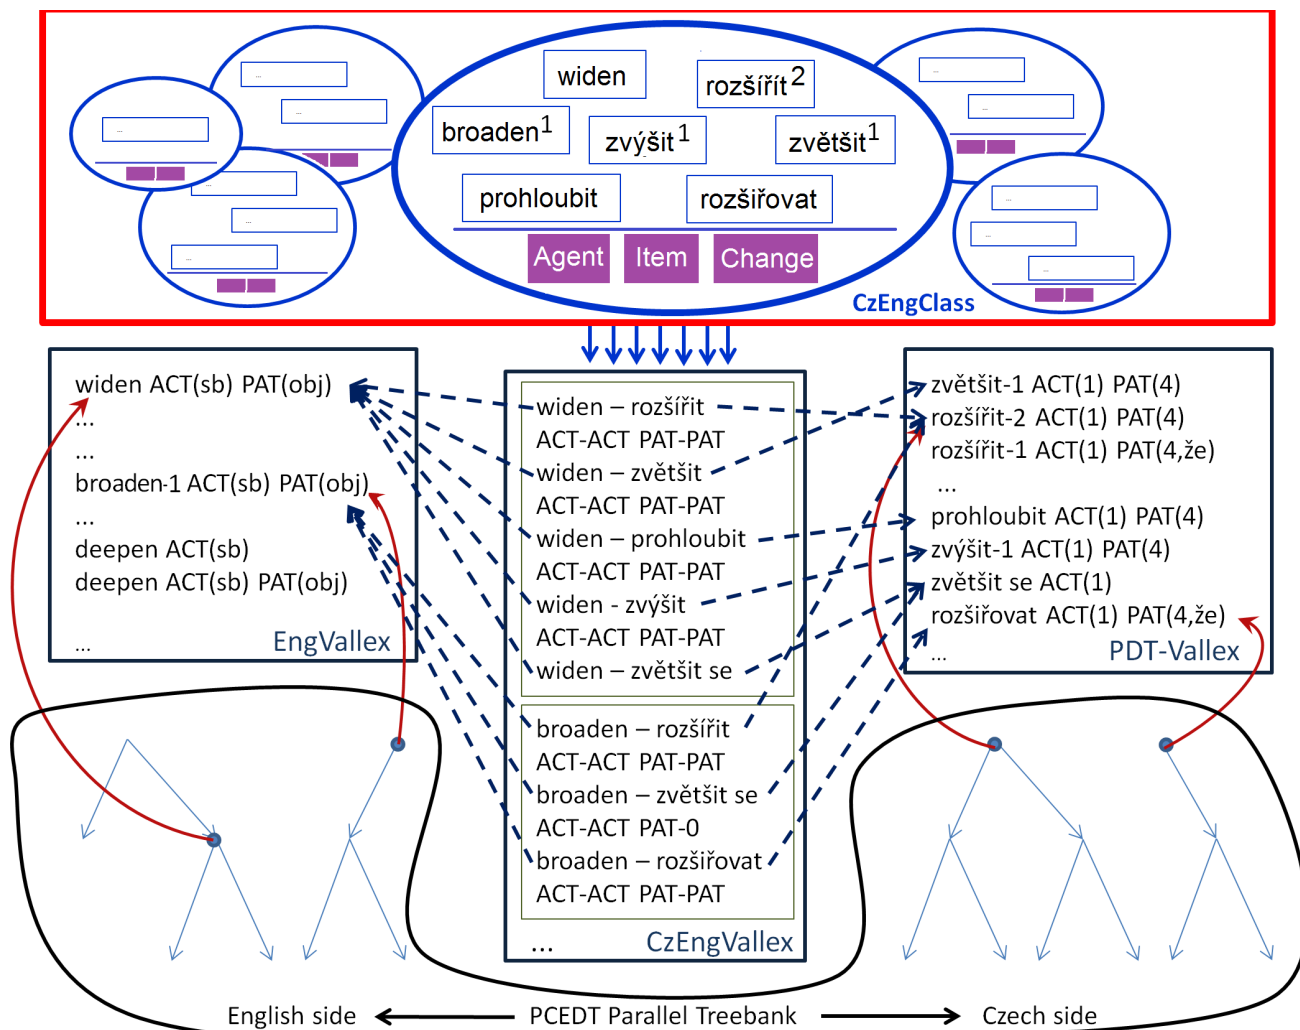 ...
...
...
...
...
...
...
widen
rozšířít²
broaden¹
zvýšit¹
zvětšit¹
prohloubit
rozšiřovat
Agent Item Change
CzEngClass
...
...
...
...
...
widen ACT(sb) PAT(obj)
...
...
broaden-1 ACT(sb) PAT(obj)
...
deepen ACT(sb)
deepen ACT(sb) PAT(obj)
EngVallex
...
widen – rozšířit
ACT-ACT PAT-PAT
widen – zvětšit
ACT-ACT PAT-PAT
widen – prohloubit
ACT-ACT PAT-PAT
widen - zvýšit
ACT-ACT PAT-PAT
widen – zvětšit se
broaden – rozšířit
ACT-ACT PAT-PAT
broaden – zvětšit se
ACT-ACT PAT-0
broaden – rozšiřovat
ACT-ACT PAT-PAT
... CzEngVallex
zvětšit-1 ACT(1) PAT(4)
rozšířit-2 ACT(1) PAT(4)
rozšířit-1 ACT(1) PAT(4,že)
...
prohloubit ACT(1) PAT(4)
zvýšit-1 ACT(1) PAT(4)
zvětšit se ACT(1)
rozšiřovat ACT(1) PAT(4,že)
PDT-Vallex
...
English side PCEDT Parallel Treebank Czech side